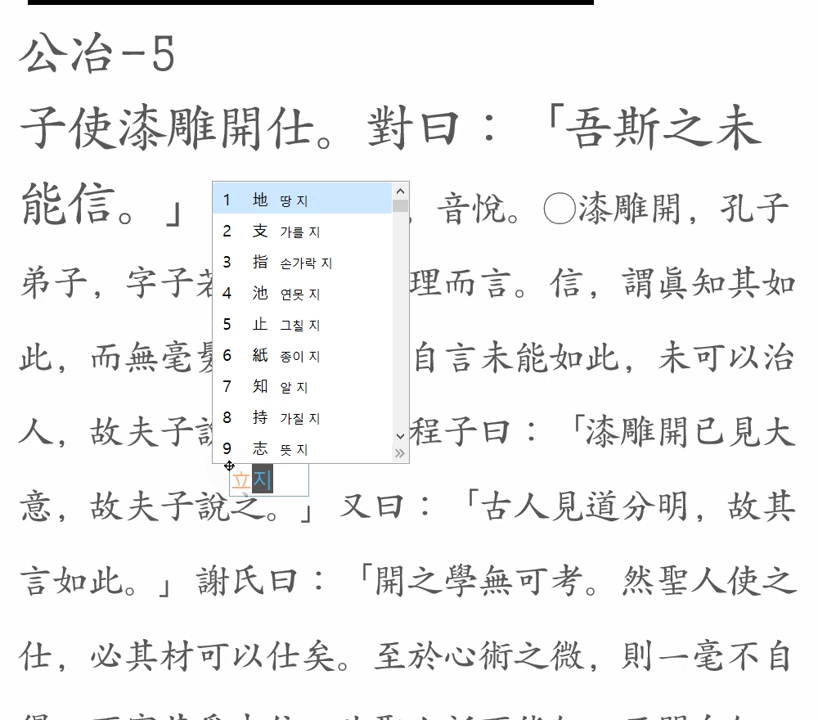 公冶-5
子使漆雕開仕。對曰：「吾斯之未
能信。」
，音悅。〇漆雕開，孔子
弟子，字子若
理而言。信，謂眞知其如
此，而無毫髮
自言未能如此，未可以治
人，故夫子說
程子曰：「漆雕開已見大
意，故夫子說之。」又曰：「古人見道分明，故其
言如此。」謝氏曰：「開之學無可考。然聖人使之
仕，必其材可以仕矣。至於心術之微，則一毫不自
1 地 땅 지
2 支 가를 지
3 指 손가락 지
4 池 연못 지
5 止 그칠 지
6 紙 종이 지
7 知 알 지
8 持 가질 지
9 志 뜻 지
立지